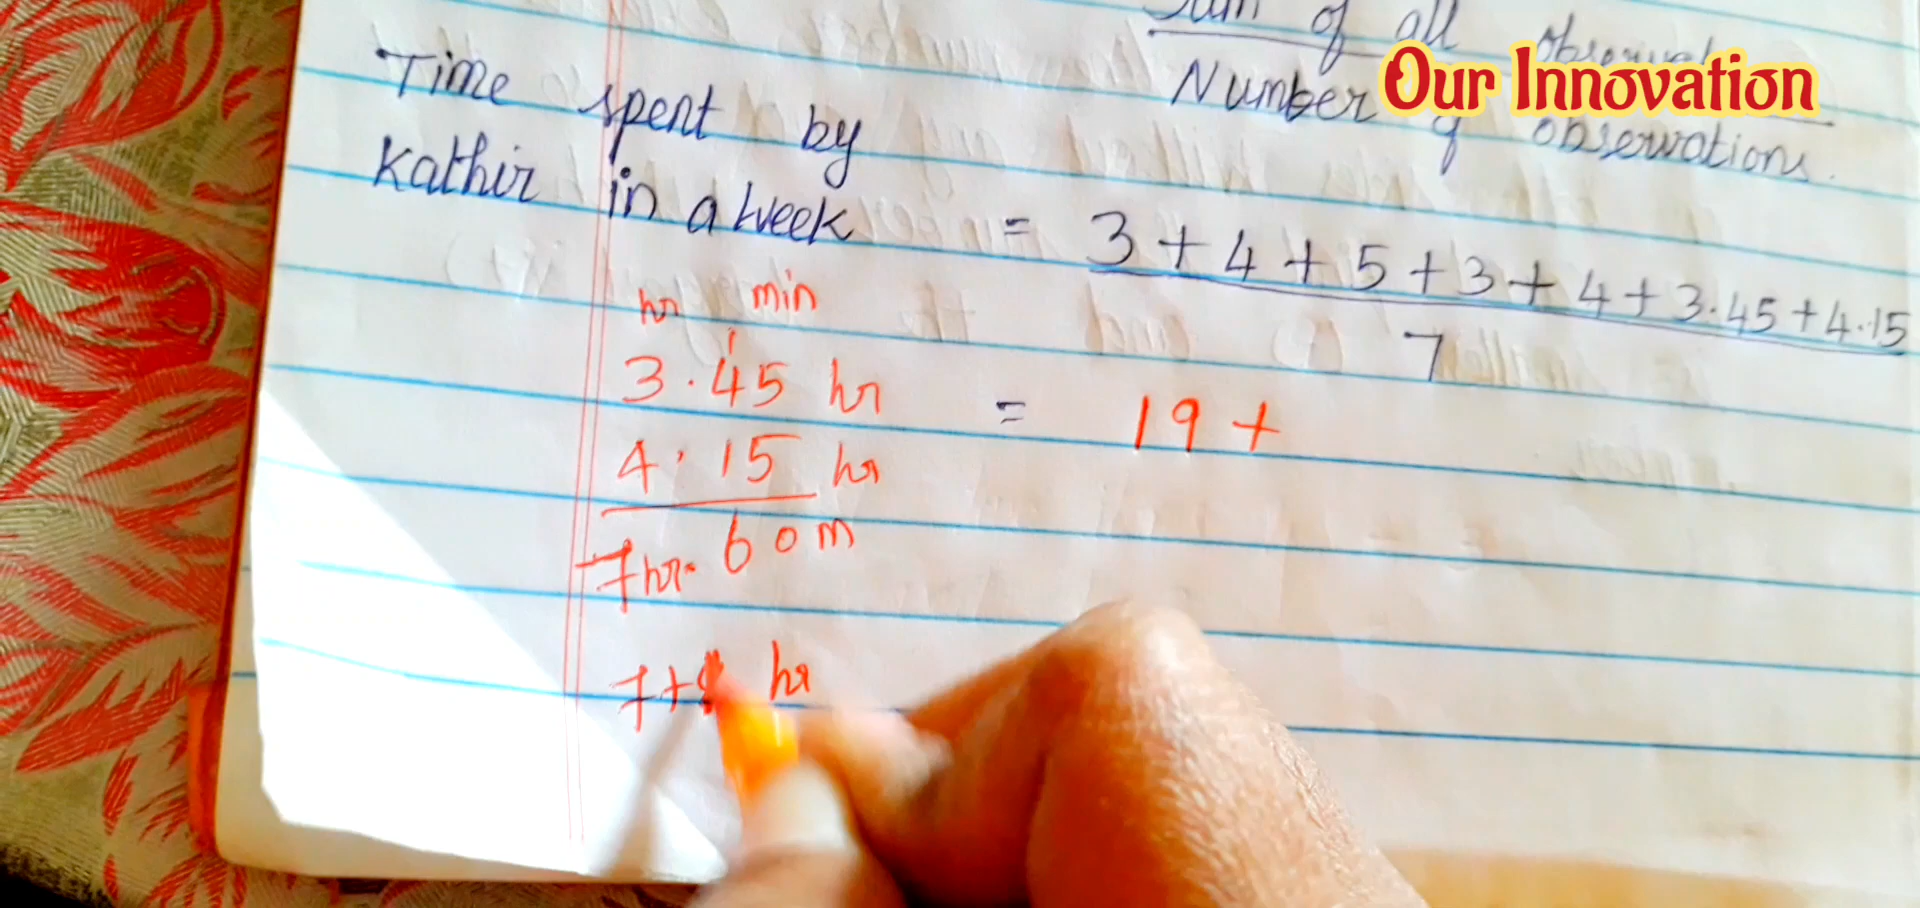 Sum of all
Our Innovation
Number of observations.
Time spent by
Kathir in a week = 3 + 4 + 5 + 3 + 4 + 3.45 + 4.15
7
hr min
1
3.45 hr
= 19 +
4.15 hr
7hr. 60m
7+ hr